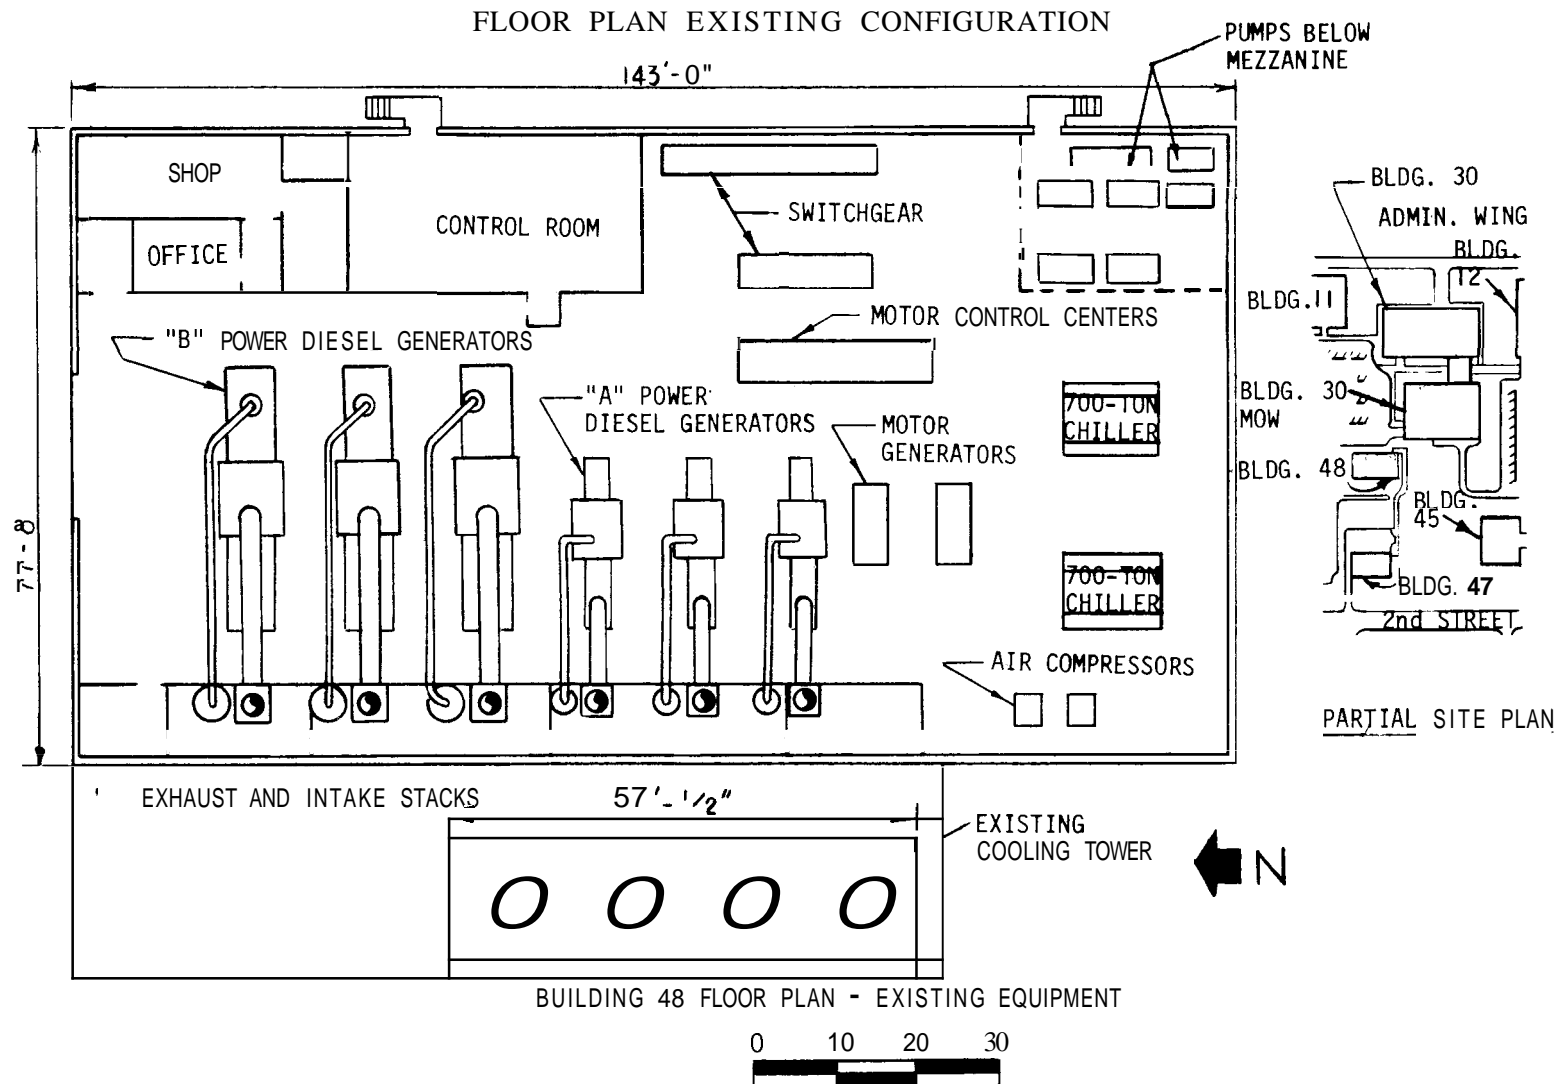 FLOOR PLAN EXISTING CONFIGURATION
PUMPS BELOW
MEZZANINE
143'-0"
SHOP
OFFICE
CONTROL ROOM
SWITCHGEAR
MOTOR CONTROL CENTERS
"B" POWER DIESEL GENERATORS
"A" POWER
DIESEL GENERATORS
MOTOR
GENERATORS
700-TON
CHILLER
700-TON
CHILLER
AIR COMPRESSORS
77'-8"
EXHAUST AND INTAKE STACKS
57'-1/2"
EXISTING
COOLING TOWER
N
BLDG. 30
ADMIN. WING
BLDG.
12
BLDG.11
BLDG. 30
MOW
BLDG. 48
BLDG.
45
BLDG. 47
2nd STREET
PARTIAL SITE PLAN
BUILDING 48 FLOOR PLAN - EXISTING EQUIPMENT
0 10 20 30